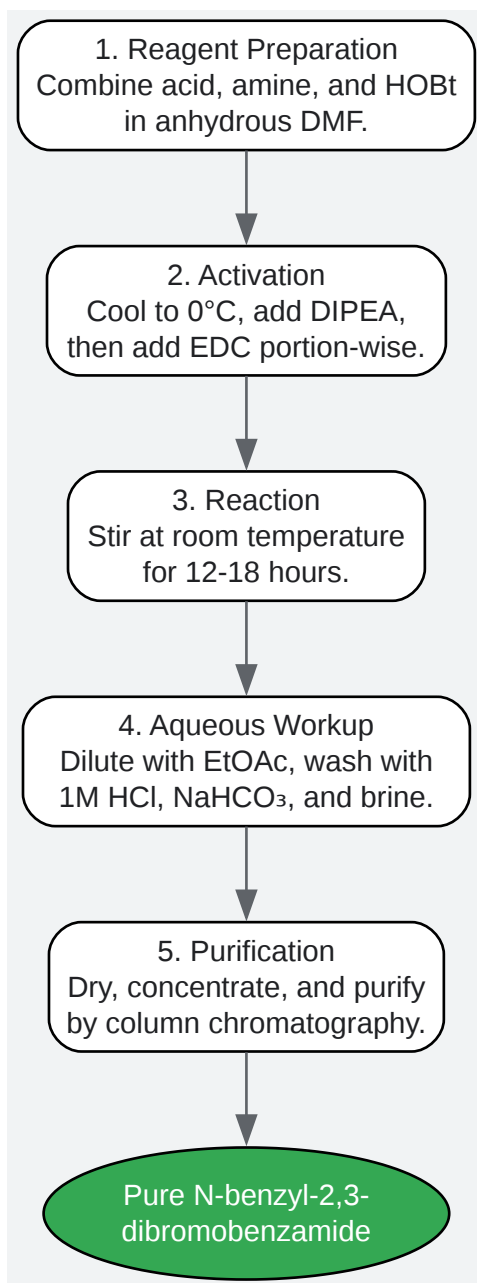 1. Reagent Preparation
Combine acid, amine, and HOBt
in anhydrous DMF.
2. Activation
Cool to 0°C, add DIPEA,
then add EDC portion-wise.
3. Reaction
Stir at room temperature
for 12-18 hours.
4. Aqueous Workup
Dilute with EtOAc, wash with
1M HCl, NaHCO₃, and brine.
5. Purification
Dry, concentrate, and purify
by column chromatography.
Pure N-benzyl-2,3-
dibromobenzamide